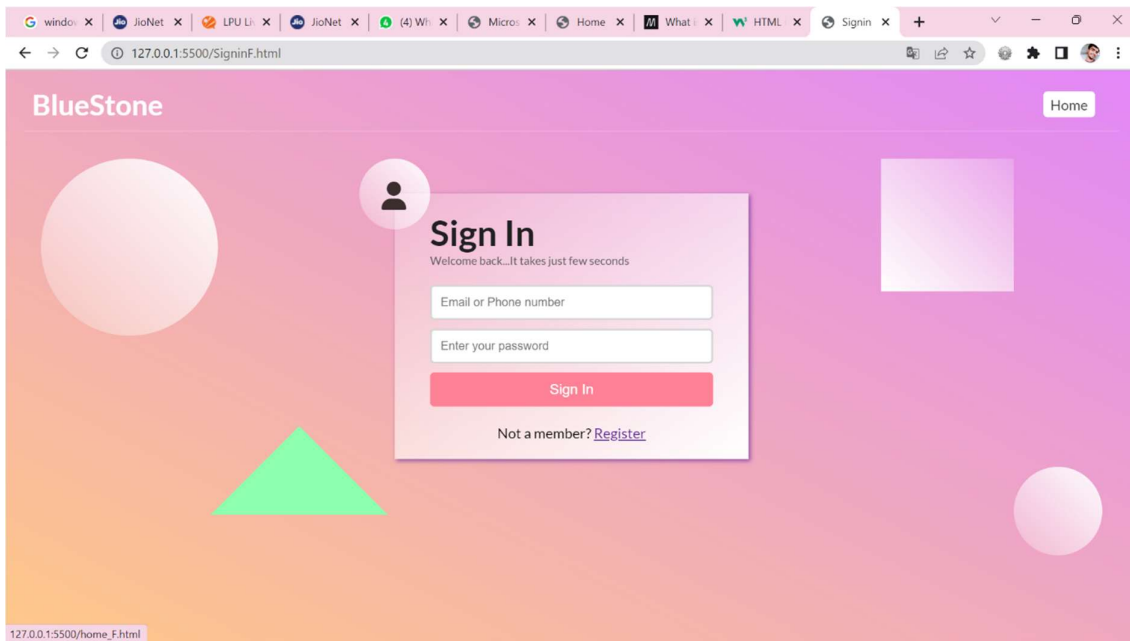 window JioNet LPU Liv JioNet (4) Wh Micros Home What i HTML Signin
127.0.0.1:5500/SigninF.html
BlueStone
Home
Sign In
Welcome back...It takes just few seconds
Email or Phone number
Enter your password
Sign In
Not a member? Register
127.0.0.1:5500/home_F.html